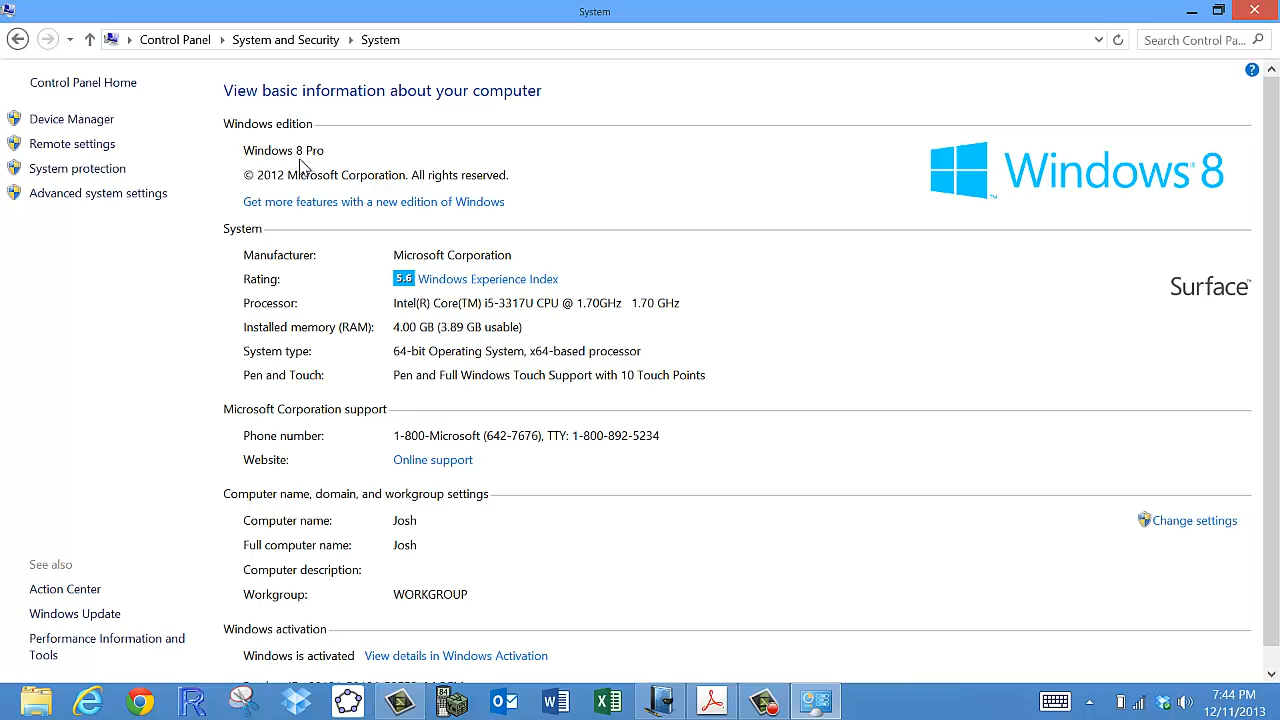 System
Control Panel System and Security System
Search Control Pa...
Control Panel Home
Device Manager
Remote settings
System protection
Advanced system settings
View basic information about your computer
Windows edition
Windows 8 Pro
© 2012 Microsoft Corporation. All rights reserved.
Get more features with a new edition of Windows
Windows 8
System
Manufacturer: Microsoft Corporation
Rating: 5.6 Windows Experience Index
Processor: Intel(R) Core(TM) i5-3317U CPU @ 1.70GHz 1.70 GHz
Installed memory (RAM): 4.00 GB (3.89 GB usable)
System type: 64-bit Operating System, x64-based processor
Pen and Touch: Pen and Full Windows Touch Support with 10 Touch Points
Surface™
Microsoft Corporation support
Phone number: 1-800-Microsoft (642-7676), TTY: 1-800-892-5234
Website: Online support
Computer name, domain, and workgroup settings
Computer name: Josh
Change settings
Full computer name: Josh
Computer description:
Workgroup: WORKGROUP
Windows activation
Windows is activated View details in Windows Activation
See also
Action Center
Windows Update
Performance Information and
Tools
7:44 PM
12/11/2013